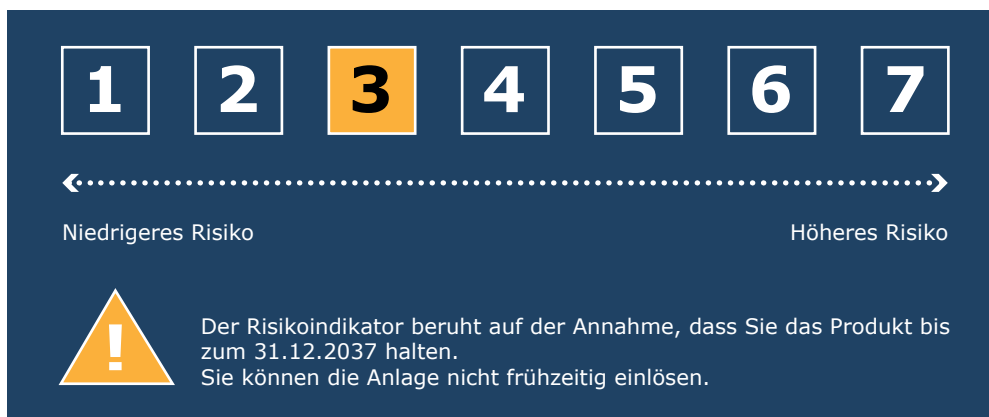 1 2 3 4 5 6 7
Niedrigeres Risiko Höheres Risiko
!
Der Risikoindikator beruht auf der Annahme, dass Sie das Produkt bis
zum 31.12.2037 halten.
Sie können die Anlage nicht frühzeitig einlösen.